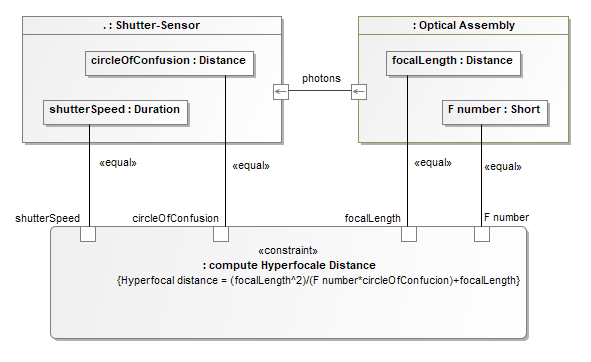 . : Shutter-Sensor
: Optical Assembly
circleOfConfusion : Distance
focalLength : Distance
photons
shutterSpeed : Duration
F number : Short
«equal»
«equal»
«equal»
«equal»
shutterSpeed
circleOfConfusion
focalLength
F number
«constraint»
: compute Hyperfocale Distance
{Hyperfocal distance = (focalLength^2)/(F number*circleOfConfucion)+focalLength}